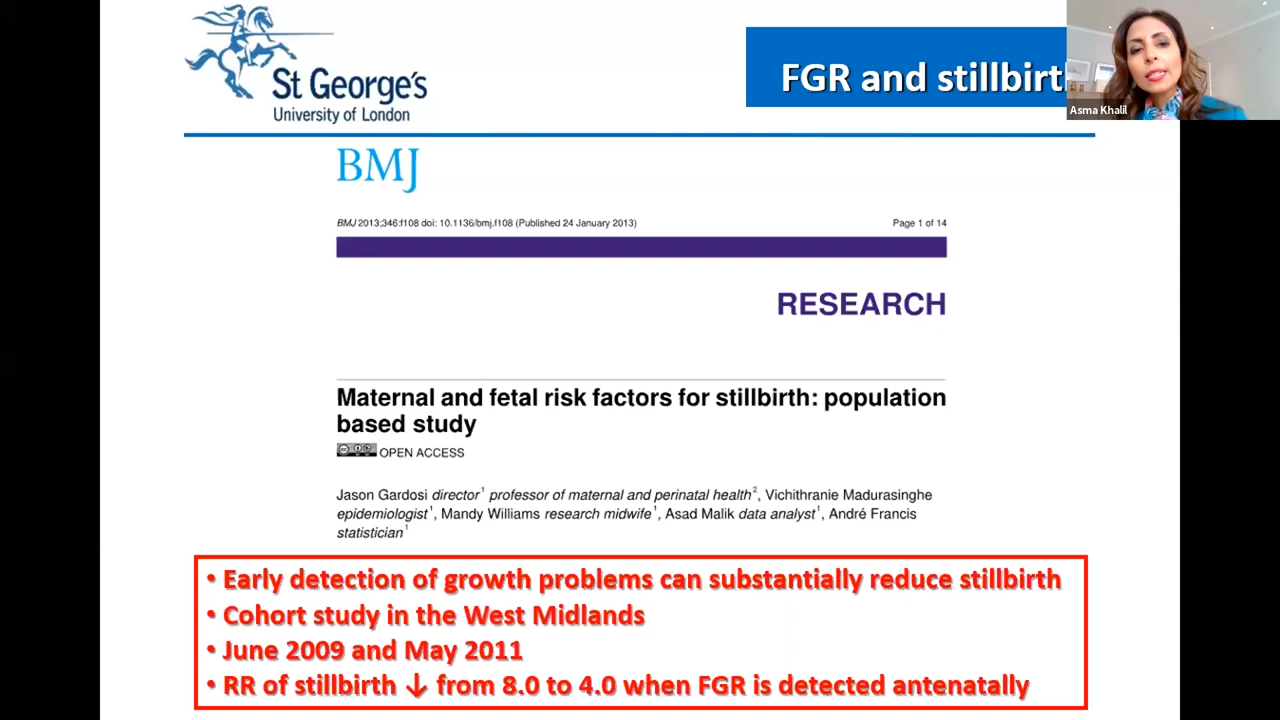 St George's
University of London
FGR and stillbirt
Asma Khalil
BMJ
BMJ 2013;346:f108 doi: 10.1136/bmj.f108 (Published 24 January 2013)
Page 1 of 14
RESEARCH
Maternal and fetal risk factors for stillbirth: population
based study
OPEN ACCESS
Jason Gardosi director1 professor of maternal and perinatal health2, Vichithranie Madurasinghe
epidemiologist1, Mandy Williams research midwife1, Asad Malik data analyst1, André Francis
statistician1
• Early detection of growth problems can substantially reduce stillbirth
• Cohort study in the West Midlands
• June 2009 and May 2011
• RR of stillbirth ↓ from 8.0 to 4.0 when FGR is detected antenatally